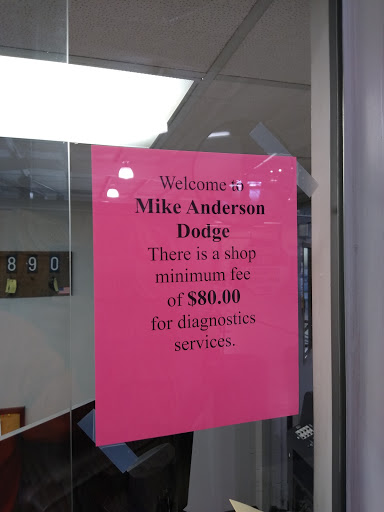 Welcome to
Mike Anderson
Dodge
There is a shop
minimum fee
of $80.00
for diagnostics
services.
890